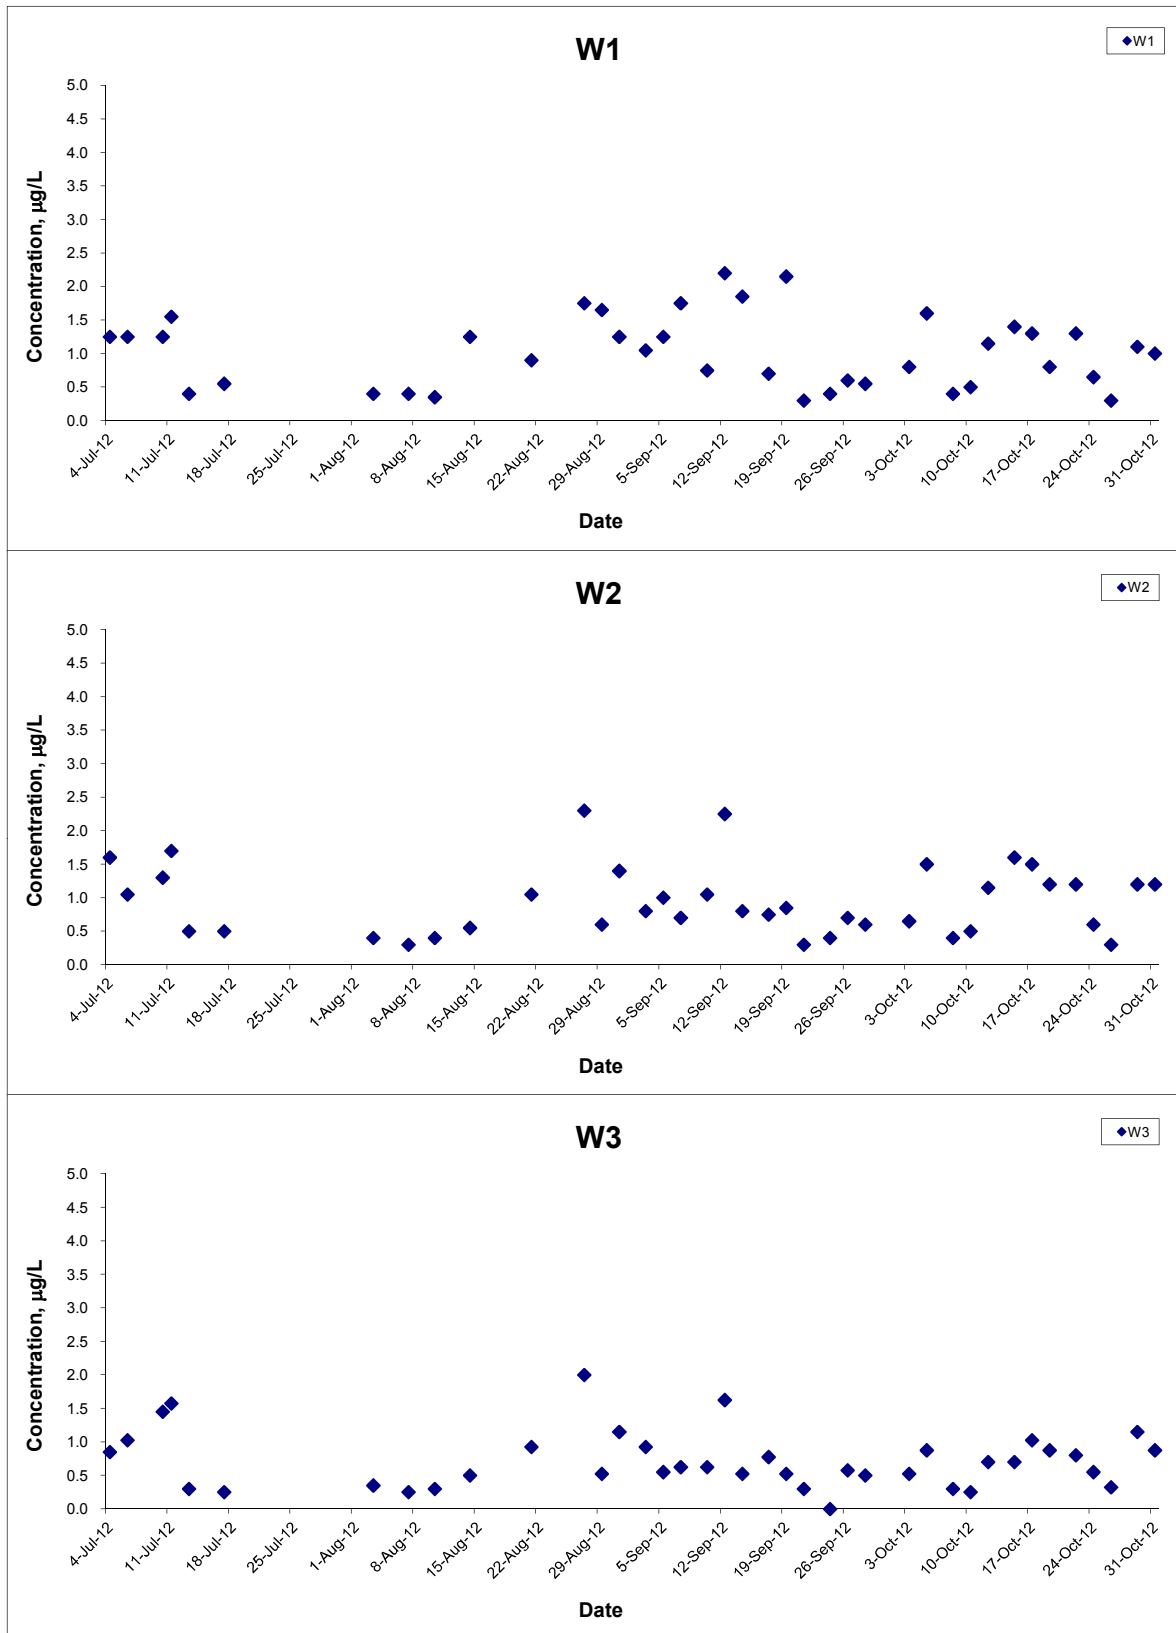 W1
W1
5.0
4.5
4.0
3.5
3.0
2.5
2.0
1.5
1.0
0.5
0.0
Concentration, µg/L
4-Jul-12
11-Jul-12
18-Jul-12
25-Jul-12
1-Aug-12
8-Aug-12
15-Aug-12
22-Aug-12
29-Aug-12
5-Sep-12
12-Sep-12
19-Sep-12
26-Sep-12
3-Oct-12
10-Oct-12
17-Oct-12
24-Oct-12
31-Oct-12
Date
W2
W2
5.0
4.5
4.0
3.5
3.0
2.5
2.0
1.5
1.0
0.5
0.0
Concentration, µg/L
4-Jul-12
11-Jul-12
18-Jul-12
25-Jul-12
1-Aug-12
8-Aug-12
15-Aug-12
22-Aug-12
29-Aug-12
5-Sep-12
12-Sep-12
19-Sep-12
26-Sep-12
3-Oct-12
10-Oct-12
17-Oct-12
24-Oct-12
31-Oct-12
Date
W3
W3
5.0
4.5
4.0
3.5
3.0
2.5
2.0
1.5
1.0
0.5
0.0
Concentration, µg/L
4-Jul-12
11-Jul-12
18-Jul-12
25-Jul-12
1-Aug-12
8-Aug-12
15-Aug-12
22-Aug-12
29-Aug-12
5-Sep-12
12-Sep-12
19-Sep-12
26-Sep-12
3-Oct-12
10-Oct-12
17-Oct-12
24-Oct-12
31-Oct-12
Date